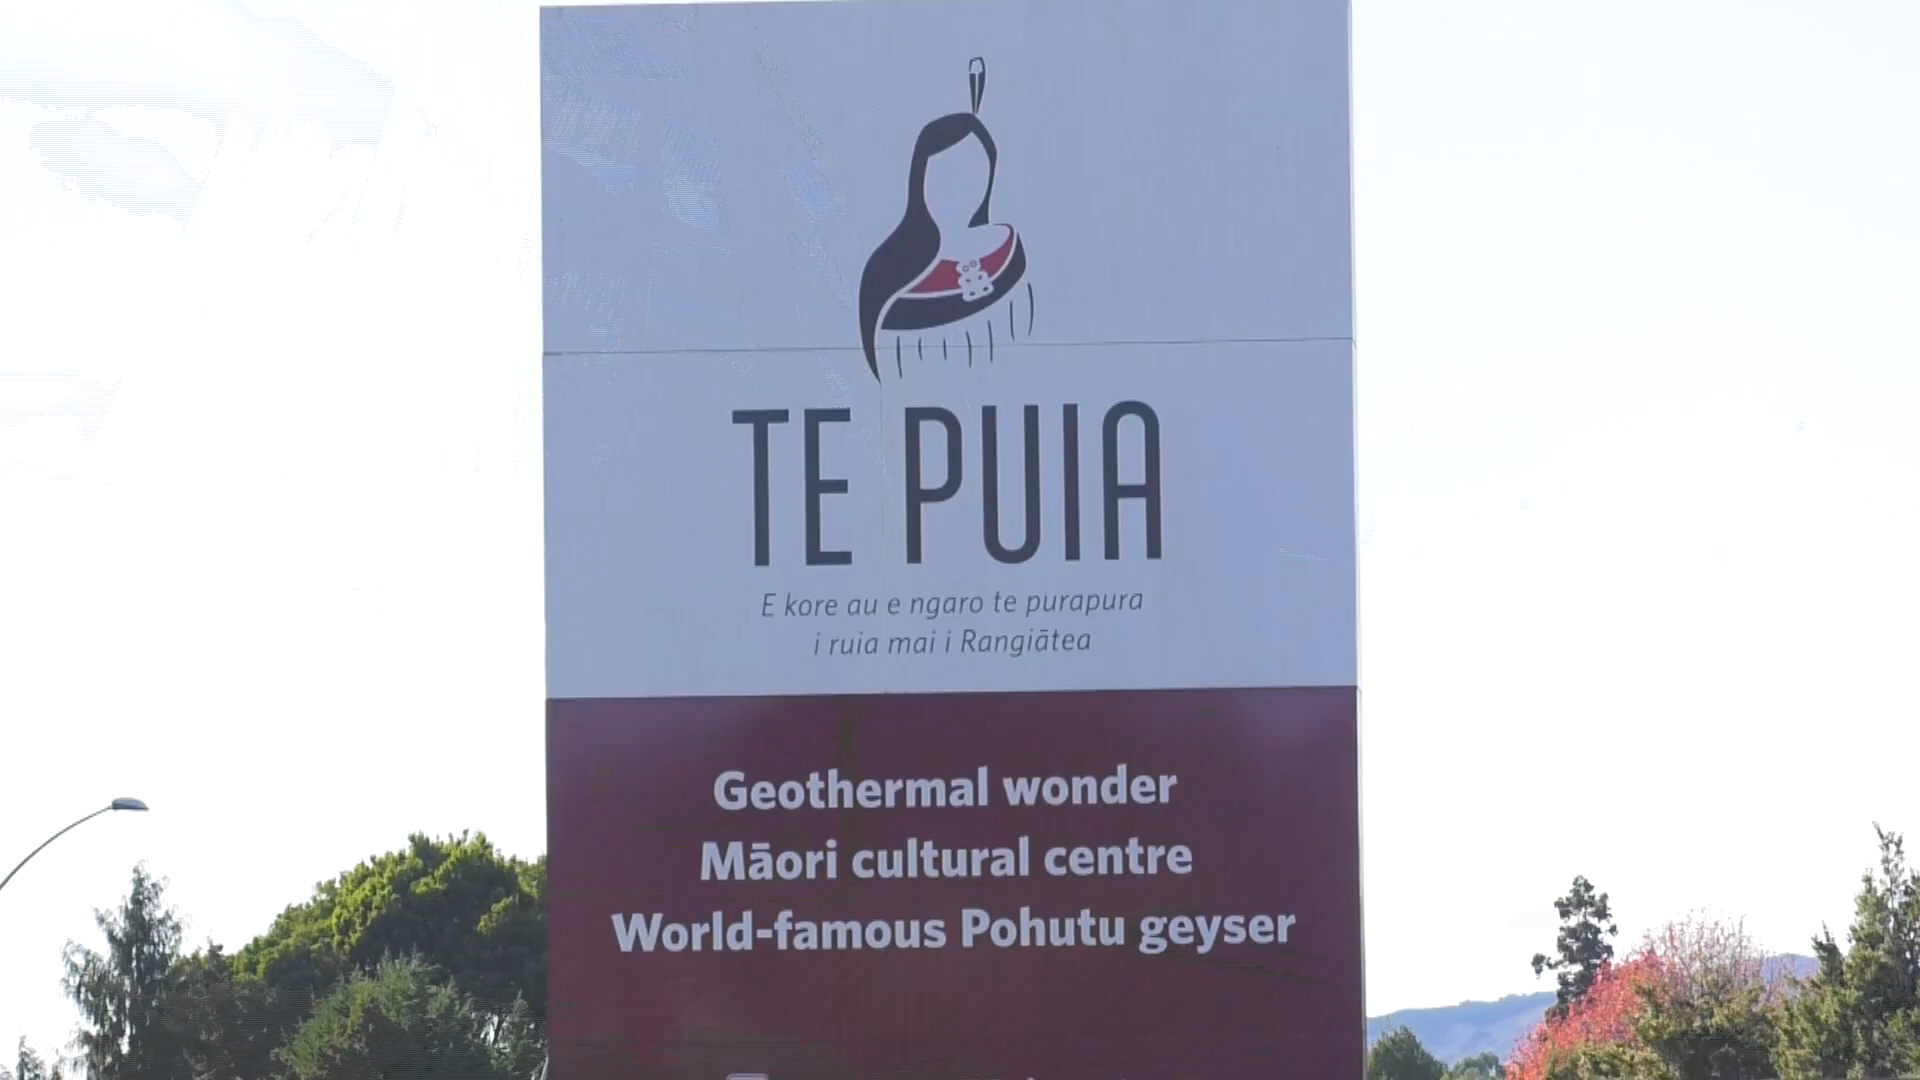 TE PUIA
E kore au e ngaro te purapura
i ruia mai i Rangiātea
Geothermal wonder
Māori cultural centre
World-famous Pohutu geyser